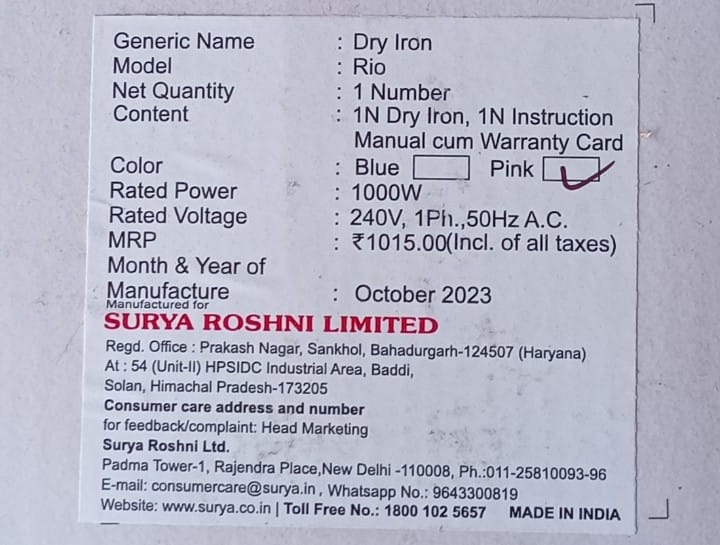 Generic Name : Dry Iron
Model : Rio
Net Quantity : 1 Number
Content : 1N Dry Iron, 1N Instruction
Manual cum Warranty Card
Color : Blue Pink
Rated Power : 1000W
Rated Voltage : 240V, 1Ph.,50Hz A.C.
MRP : ₹1015.00(Incl. of all taxes)
Month & Year of
Manufacture : October 2023
Manufactured for
SURYA ROSHNI LIMITED
Regd. Office : Prakash Nagar, Sankhol, Bahadurgarh-124507 (Haryana)
At : 54 (Unit-II) HPSIDC Industrial Area, Baddi,
Solan, Himachal Pradesh-173205
Consumer care address and number
for feedback/complaint: Head Marketing
Surya Roshni Ltd.
Padma Tower-1, Rajendra Place,New Delhi -110008, Ph.:011-25810093-96
E-mail: consumercare@surya.in , Whatsapp No.: 9643300819
Website: www.surya.co.in | Toll Free No.: 1800 102 5657 MADE IN INDIA